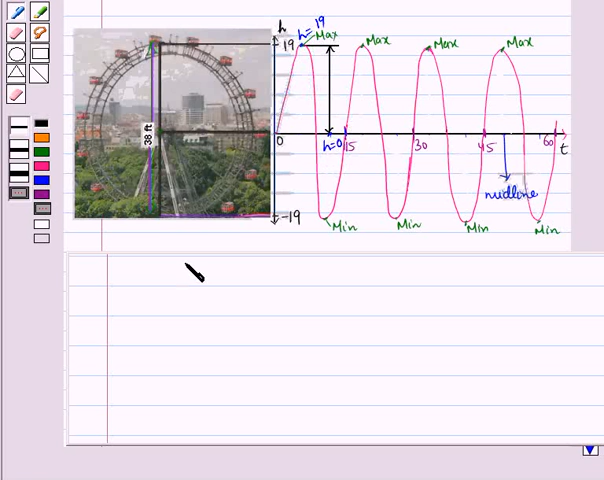 h
h = 19
19
Max
Max
Max
Max
38 ft
0
h=0
15
30
45
60
t
midline
-19
Min
Min
Min
Min